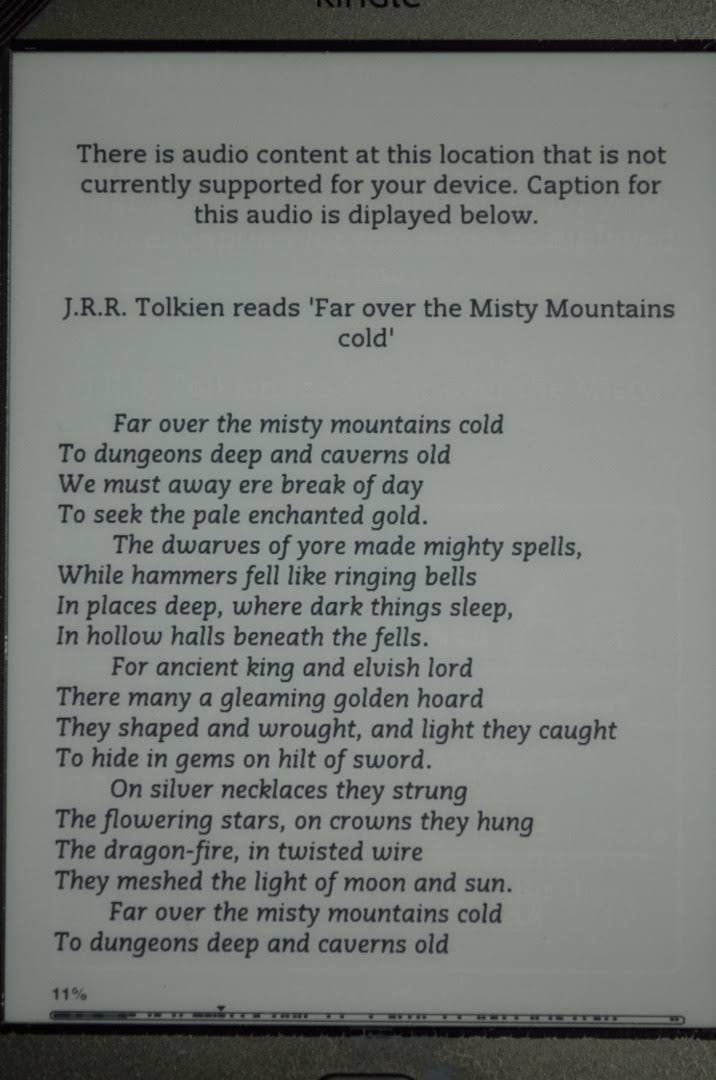 kindle
There is audio content at this location that is not
currently supported for your device. Caption for
this audio is diplayed below.
J.R.R. Tolkien reads 'Far over the Misty Mountains
cold'
Far over the misty mountains cold
To dungeons deep and caverns old
We must away ere break of day
To seek the pale enchanted gold.
The dwarves of yore made mighty spells,
While hammers fell like ringing bells
In places deep, where dark things sleep,
In hollow halls beneath the fells.
For ancient king and elvish lord
There many a gleaming golden hoard
They shaped and wrought, and light they caught
To hide in gems on hilt of sword.
On silver necklaces they strung
The flowering stars, on crowns they hung
The dragon-fire, in twisted wire
They meshed the light of moon and sun.
Far over the misty mountains cold
To dungeons deep and caverns old
11%